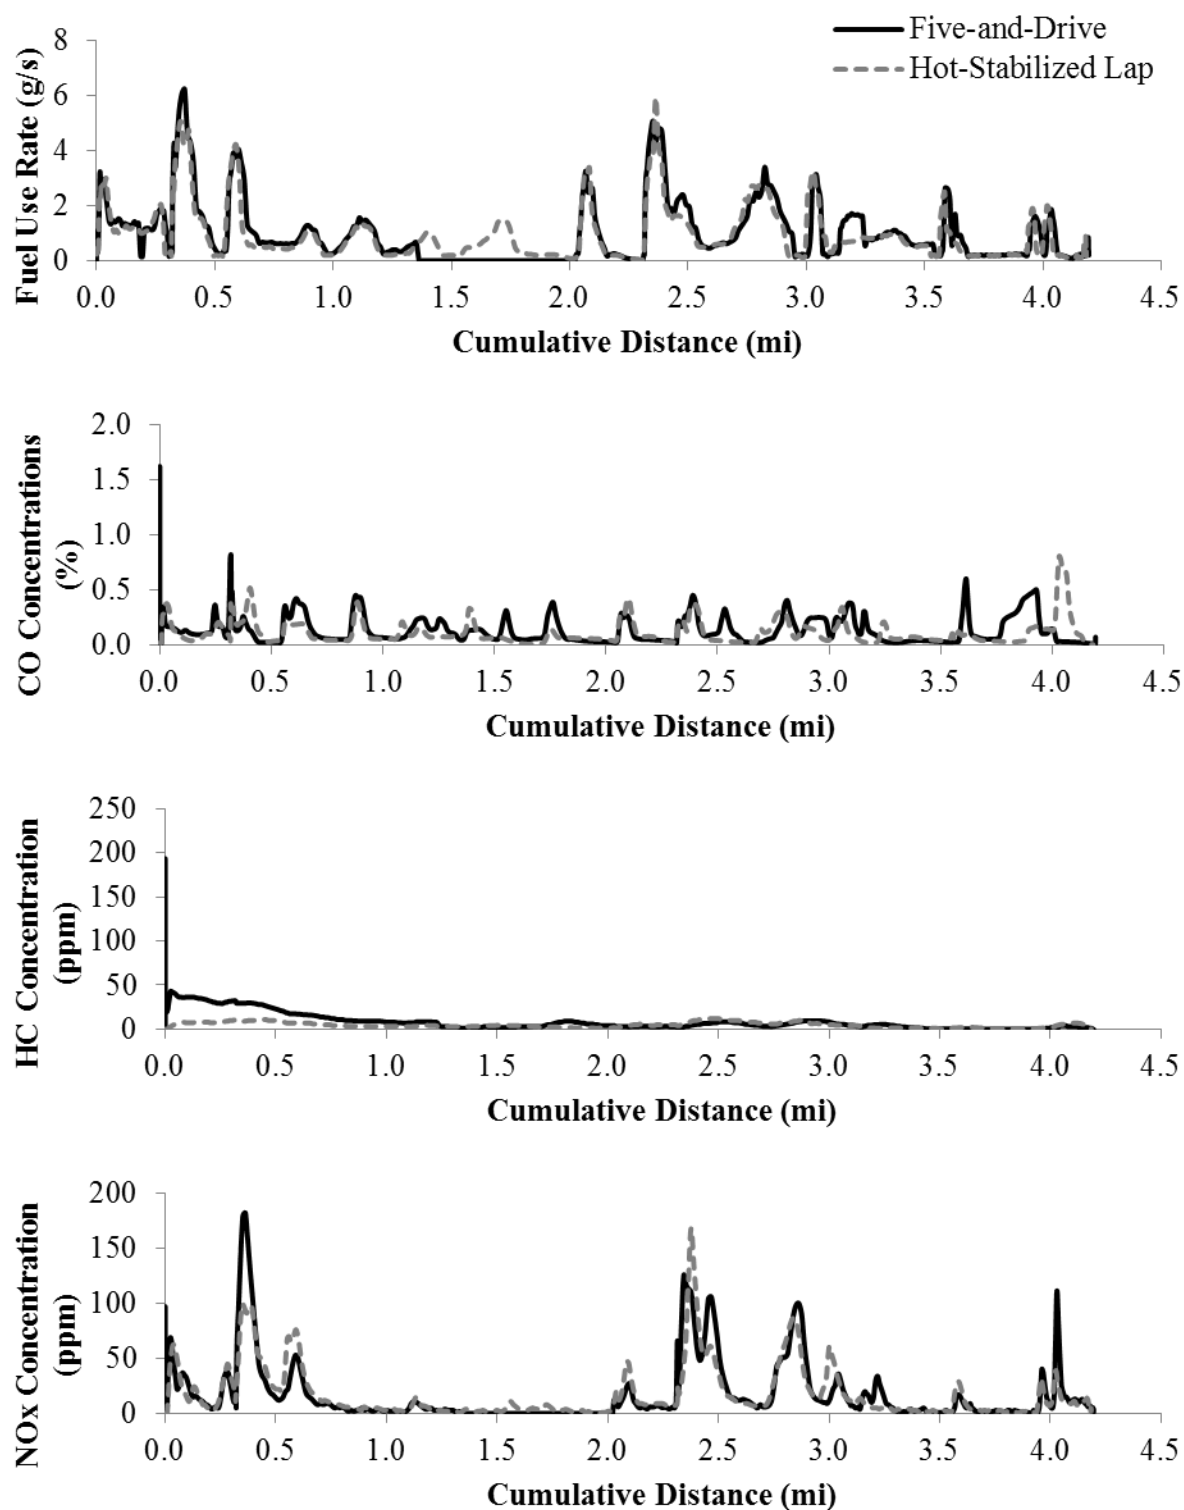 Five-and-Drive
Hot-Stabilized Lap
Fuel Use Rate (g/s)
8
6
4
2
0
0.0 0.5 1.0 1.5 2.0 2.5 3.0 3.5 4.0 4.5
Cumulative Distance (mi)
CO Concentrations
(%)
2.0
1.5
1.0
0.5
0.0
0.0 0.5 1.0 1.5 2.0 2.5 3.0 3.5 4.0 4.5
Cumulative Distance (mi)
HC Concentration
(ppm)
250
200
150
100
50
0
0.0 0.5 1.0 1.5 2.0 2.5 3.0 3.5 4.0 4.5
Cumulative Distance (mi)
NOx Concentration
(ppm)
200
150
100
50
0
0.0 0.5 1.0 1.5 2.0 2.5 3.0 3.5 4.0 4.5
Cumulative Distance (mi)